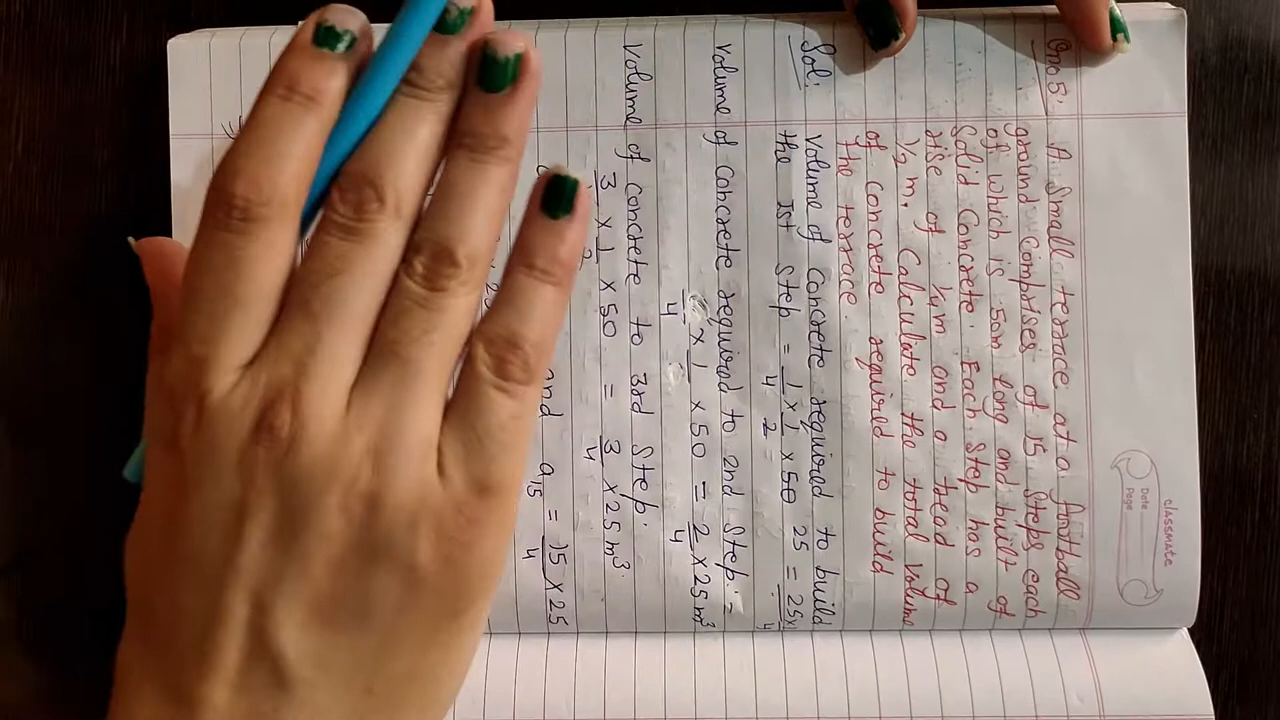 classmate
Date
Page
Qno 5. A Small terrace at a football
ground comprises of 15 Steps each
of which is 50m long and built of
Solid Concrete. Each Step has a
rise of 1/4 m and a tread of
1/2 m. Calculate the total volume
of concrete required to build
the terrace.
Sol: Volume of concrete required to build
the 1st Step = 1/4 × 1/2 × 50 25 = 25 × 1/4
Volume of concrete required to 2nd Step =
/4 × 1/ × 50 = 2/4 × 25 m³
Volume of concrete to 3rd Step.
3/ × 1/2 × 50 = 3/4 × 25 m³.
and a15 = 15/4 × 25